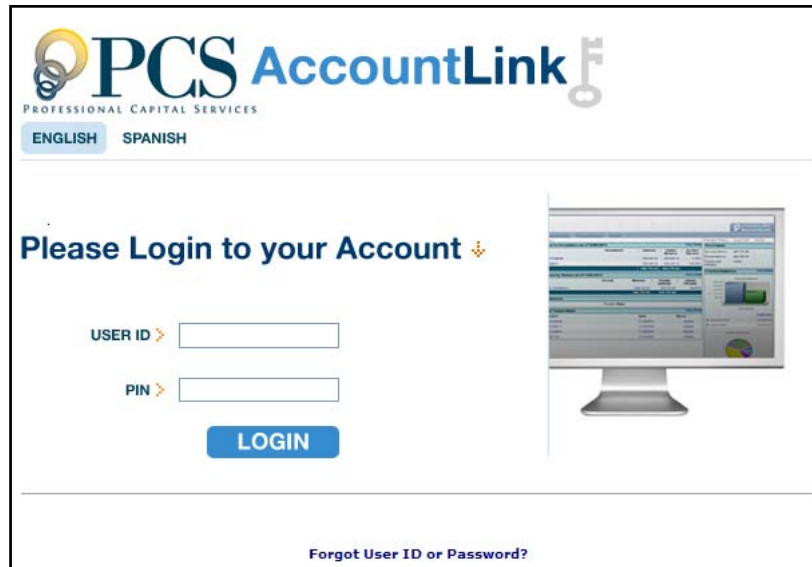 PCS AccountLink
PROFESSIONAL CAPITAL SERVICES
ENGLISH SPANISH
Please Login to your Account
USER ID
PIN
LOGIN
Forgot User ID or Password?